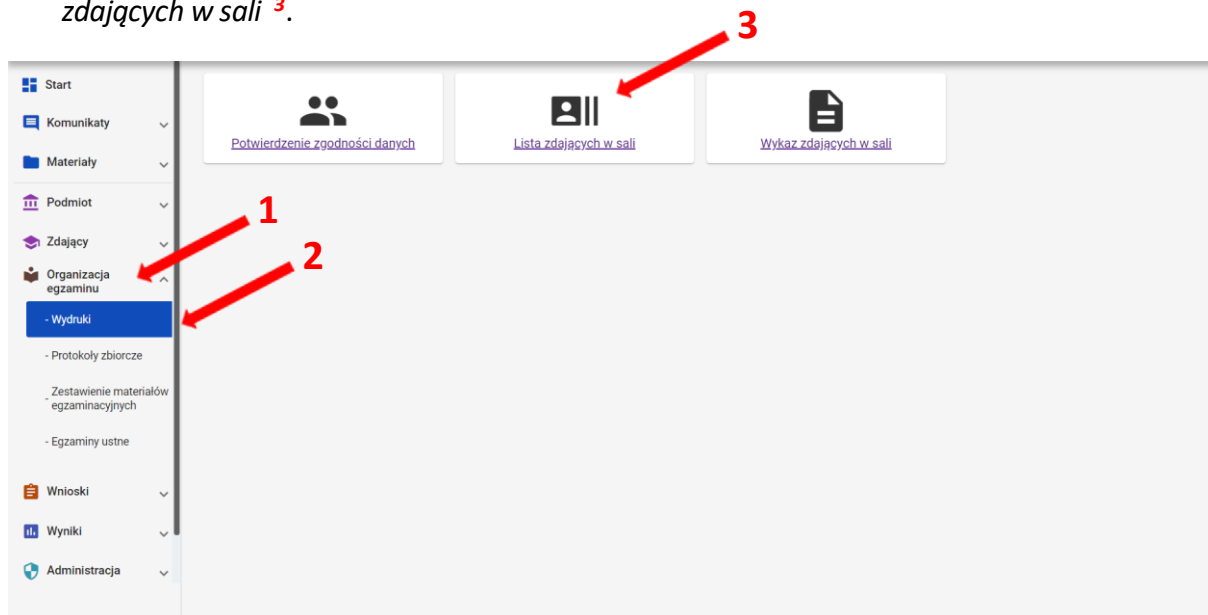 zdających w sali 3.
3
Start
Komunikaty
Materiały
Podmiot
Zdający
Organizacja
egzaminu
- Wydruki
- Protokoły zbiorcze
- Zestawienie materiałów
egzaminacyjnych
- Egzaminy ustne
Wnioski
Wyniki
Administracja
Potwierdzenie zgodności danych
Lista zdających w sali
Wykaz zdających w sali
1
2